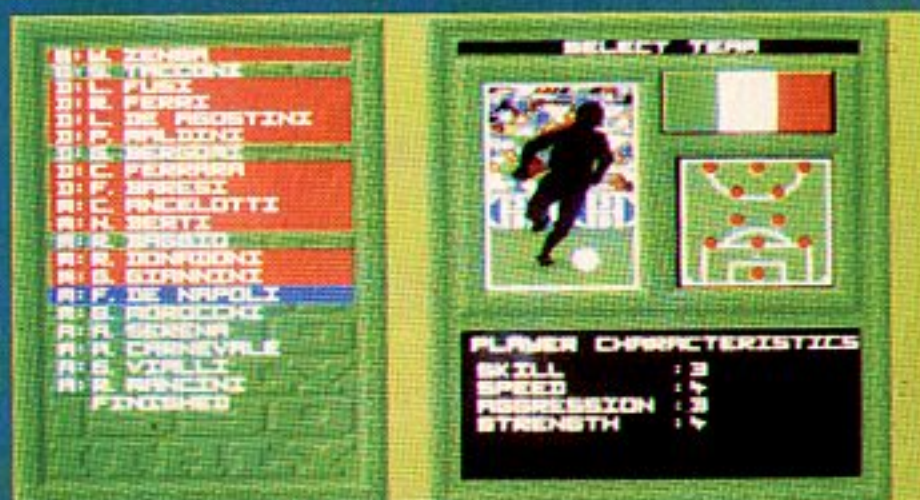 G: W. ZENGA
G: S. TACCONI
D: L. FUSI
D: R. FERRI
D: L. DE AGOSTINI
D: P. MALDINI
D: G. BERGOMI
D: C. FERRARA
D: F. BARESI
A: C. ANCELOTTI
A: N. BERTI
A: R. BAGGIO
A: R. DONADONI
A: G. GIANNINI
A: F. DE NAPOLI
A: G.
A: A. SERENA
A: A. CARNEVALE
A: G. VIALLI
A: R. MANCINI
FINISHED
SELECT TEAM
PLAYER CHARACTERISTICS
SKILL : 3
SPEED : 4
AGGRESSION : 3
STRENGTH : 4